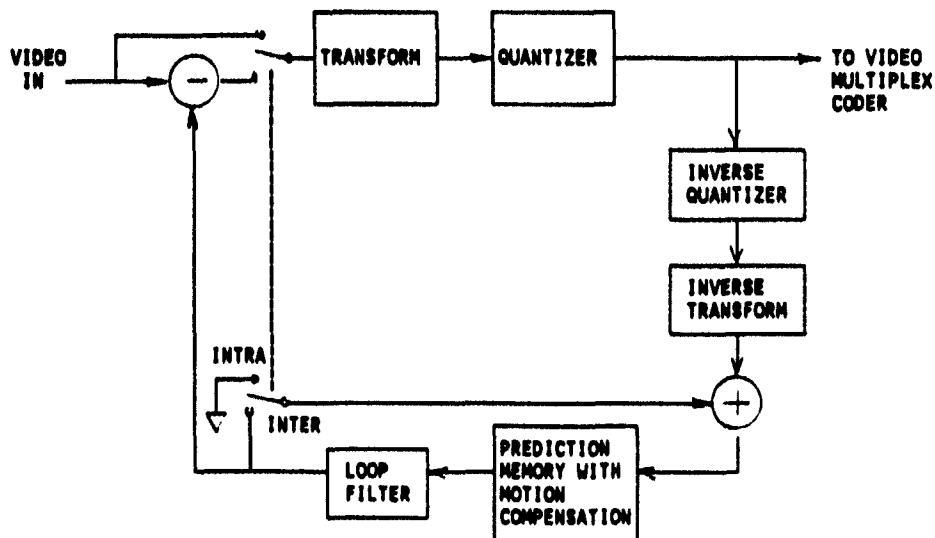 VIDEO
IN
TRANSFORM
QUANTIZER
TO VIDEO
MULTIPLEX
CODER
INVERSE
QUANTIZER
INVERSE
TRANSFORM
INTRA
INTER
LOOP
FILTER
PREDICTION
MEMORY WITH
MOTION
COMPENSATION